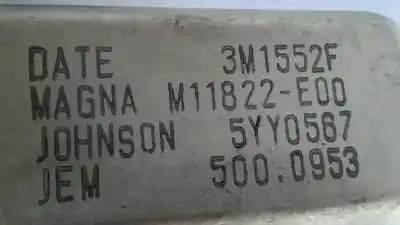 DATE 3M1552F
MAGNA M11822-E00
JOHNSON 5YY0567
JEM 500.0953